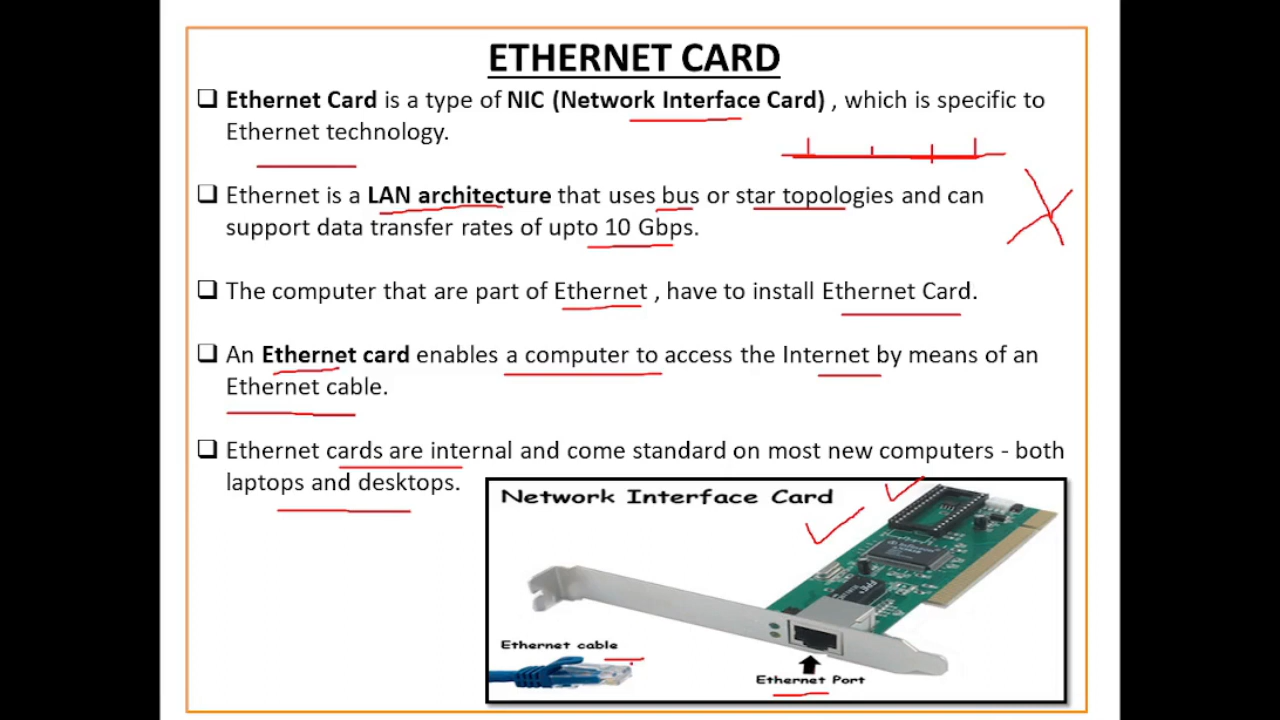 ETHERNET CARD
❑ Ethernet Card is a type of NIC (Network Interface Card) , which is specific to
Ethernet technology.
❑ Ethernet is a LAN architecture that uses bus or star topologies and can
support data transfer rates of upto 10 Gbps.
❑ The computer that are part of Ethernet , have to install Ethernet Card.
❑ An Ethernet card enables a computer to access the Internet by means of an
Ethernet cable.
❑ Ethernet cards are internal and come standard on most new computers - both
laptops and desktops.
Network Interface Card
Ethernet cable
Ethernet Port